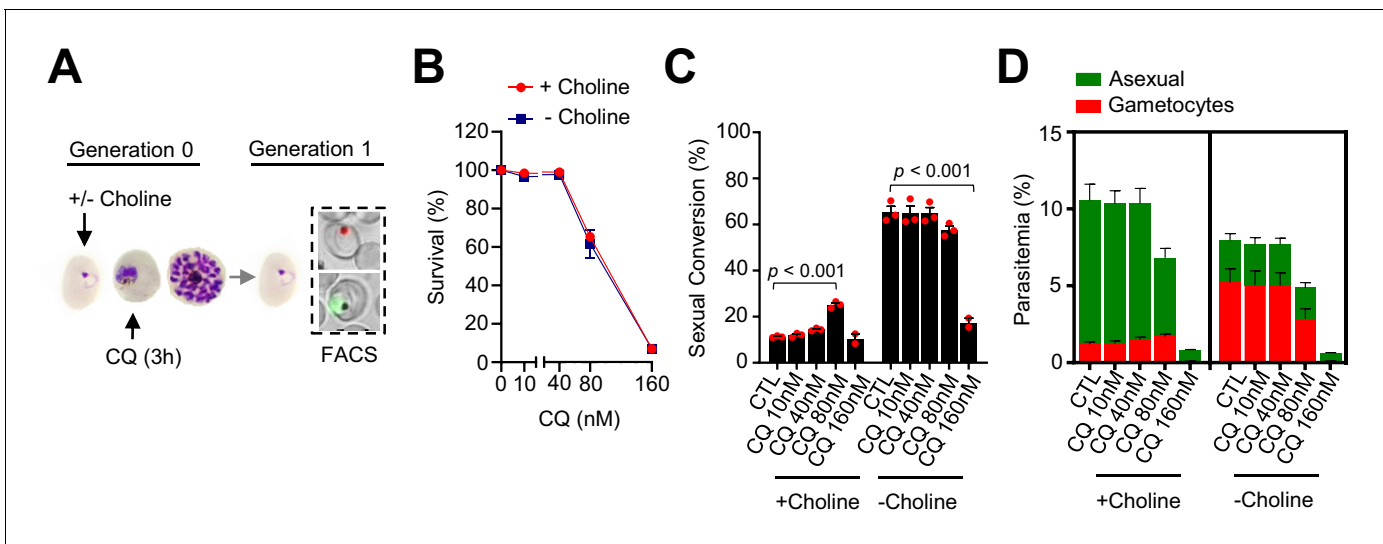 A
Generation 0
Generation 1
+/- Choline
CQ (3h)
FACS
B
+ Choline
- Choline
120
100
80
60
40
20
0
Survival (%)
0
10
40
80
160
CQ (nM)
C
100
80
60
40
20
0
Sexual Conversion (%)
p < 0.001
p < 0.001
CTL
CQ 10nM
CQ 40nM
CQ 80nM
CQ 160nM
CTL
CQ 10nM
CQ 40nM
CQ 80nM
CQ 160nM
+Choline
-Choline
D
Asexual
Gametocytes
15
10
5
0
Parasitemia (%)
CTL
CQ 10nM
CQ 40nM
CQ 80nM
CQ 160nM
CTL
CQ 10nM
CQ 40nM
CQ 80nM
CQ 160nM
+Choline
-Choline